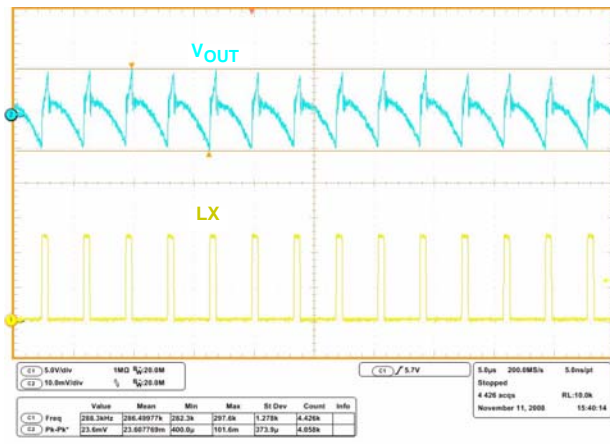 VOUT
2
LX
1
C1 5.0V/div 1MΩ BW:20.0M
C2 10.0mV/div BW:20.0M
C1 5.7V
5.0µs 200.0MS/s 5.0ns/pt
Stopped
4 426 acqs RL:10.0k
November 11, 2008 15:40:14
Value Mean Min Max St Dev Count Info
C1 Freq 288.3kHz 286.49977k 282.3k 297.6k 1.278k 4.426k
C2 Pk-Pk* 23.6mV 23.607789m 400.0µ 101.6m 373.9µ 4.058k